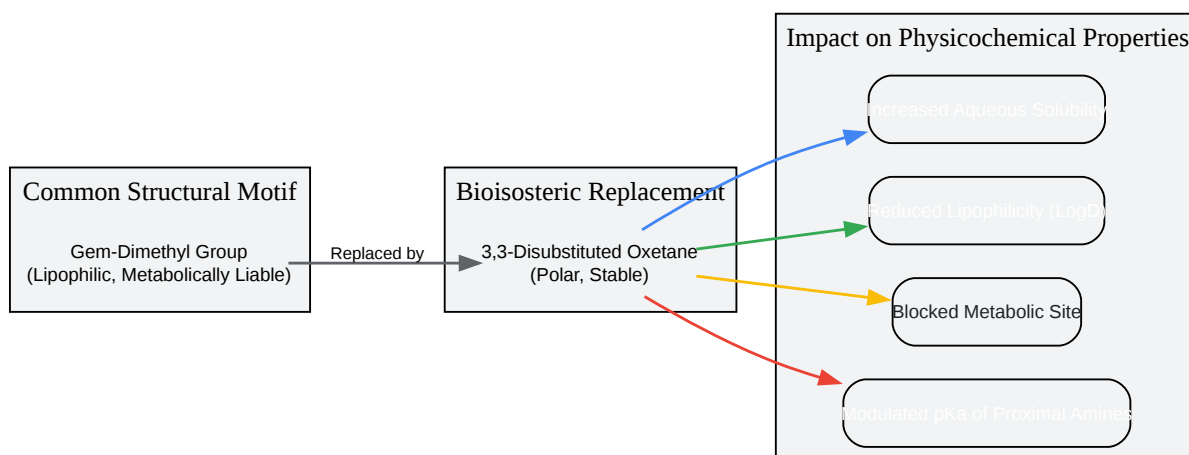 Common Structural Motif
Gem-Dimethyl Group
(Lipophilic, Metabolically Liable)
Replaced by
Bioisosteric Replacement
3,3-Disubstituted Oxetane
(Polar, Stable)
Impact on Physicochemical Properties
Increased Aqueous Solubility
Reduced Lipophilicity (LogD)
Blocked Metabolic Site
Modulated pKa of Proximal Amines